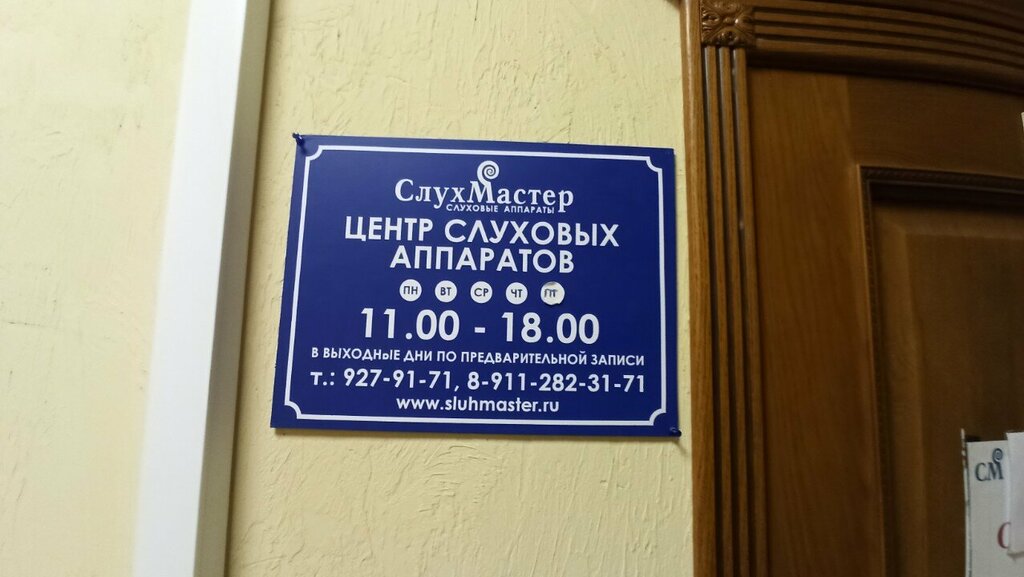 СлухМастер
СЛУХОВЫЕ АППАРАТЫ
ЦЕНТР СЛУХОВЫХ
АППАРАТОВ
ПН ВТ СР ЧТ ПТ
11.00 - 18.00
В ВЫХОДНЫЕ ДНИ ПО ПРЕДВАРИТЕЛЬНОЙ ЗАПИСИ
т.: 927-91-71, 8-911-282-31-71
www.sluhmaster.ru
СМ